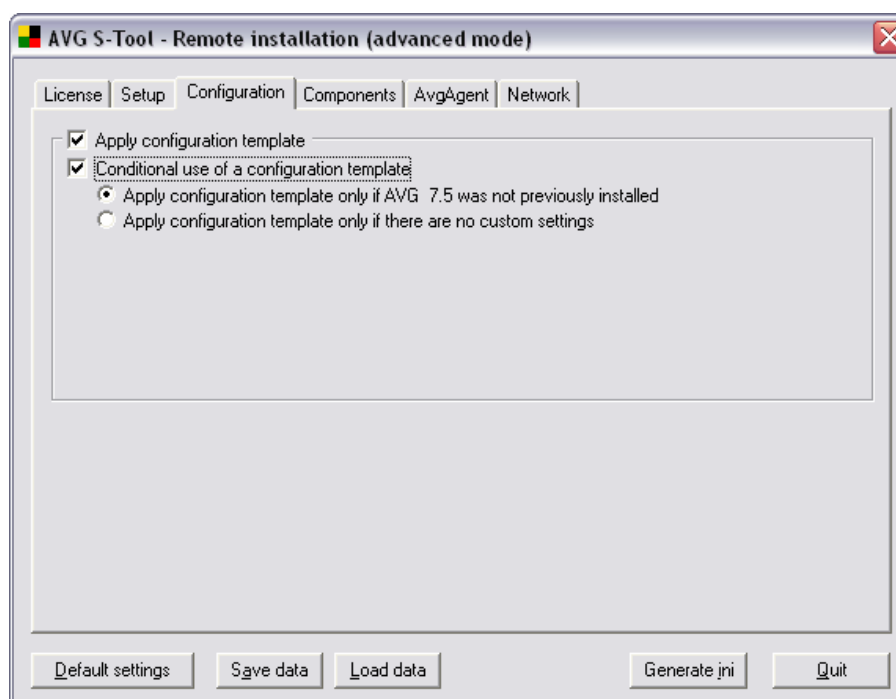 AVG S-Tool - Remote installation (advanced mode)
License Setup Configuration Components AvgAgent Network
Apply configuration template
Conditional use of a configuration template
Apply configuration template only if AVG 7.5 was not previously installed
Apply configuration template only if there are no custom settings
Default settings Save data Load data Generate ini Quit